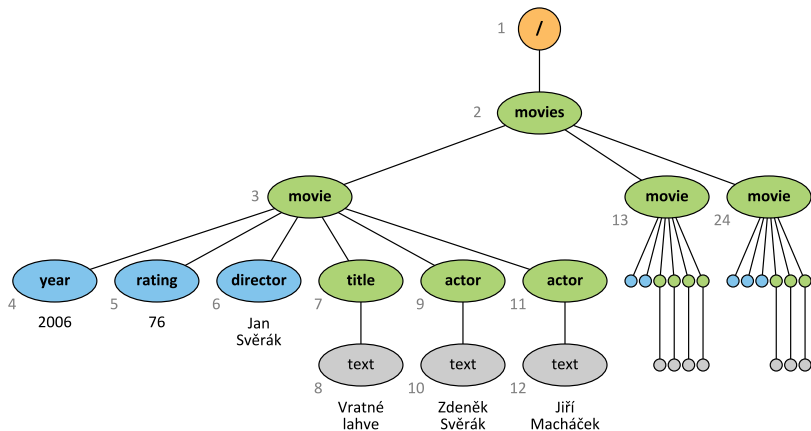 1 /
2 movies
3 movie
13 movie
24 movie
4 year
5 rating
6 director
7 title
9 actor
11 actor
2006
76
Jan
Svěrák
8 text
10 text
12 text
Vratné
lahve
Zdeněk
Svěrák
Jiří
Macháček